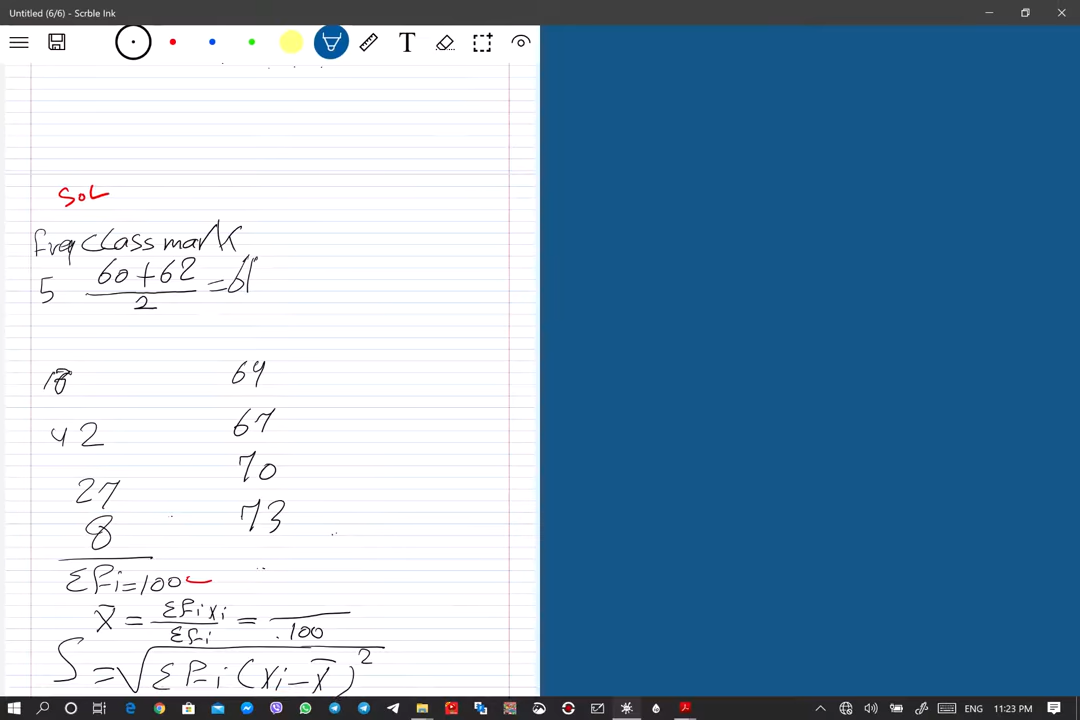 Untitled (6/6) - Scrble Ink
T
SOL
freq class mark
5 60+62/2 = 61
18 64
42 67
27 70
8 73
Σfi=100
x̄ = Σfixi/Σfi = /100
S = √Σfi(xi-x̄)²
ENG 11:23 PM